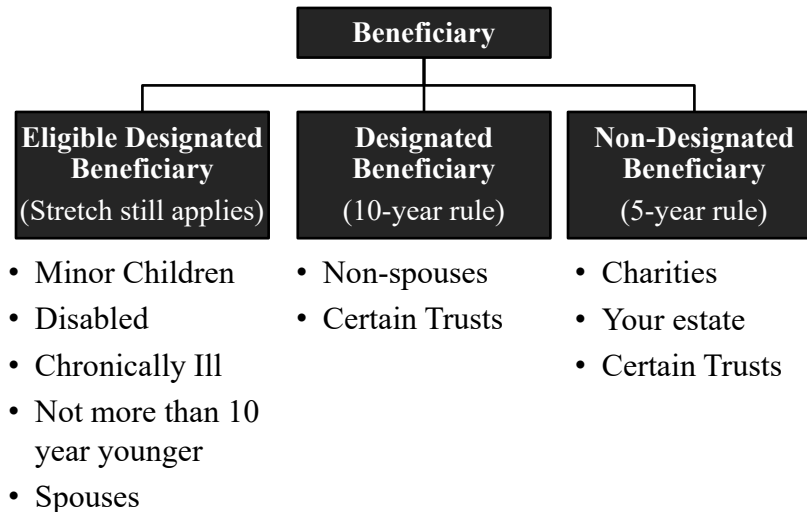 Beneficiary
Eligible Designated
Beneficiary
(Stretch still applies)
• Minor Children
• Disabled
• Chronically Ill
• Not more than 10
year younger
• Spouses
Designated
Beneficiary
(10-year rule)
• Non-spouses
• Certain Trusts
Non-Designated
Beneficiary
(5-year rule)
• Charities
• Your estate
• Certain Trusts